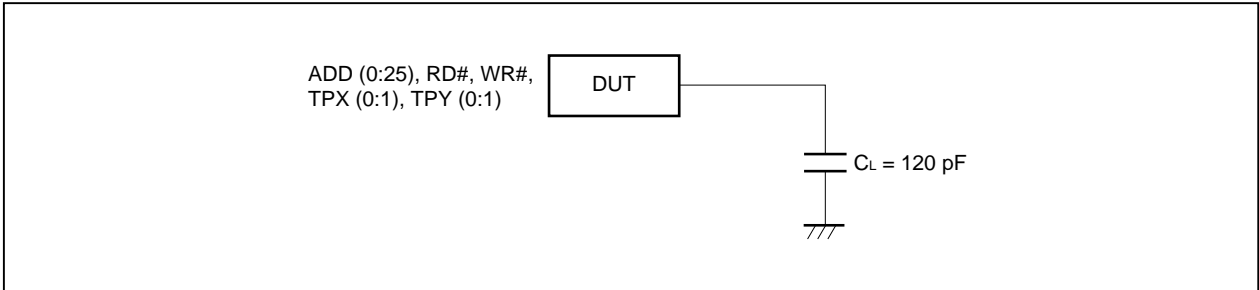 ADD (0:25), RD#, WR#,
TPX (0:1), TPY (0:1)
DUT
CL = 120 pF